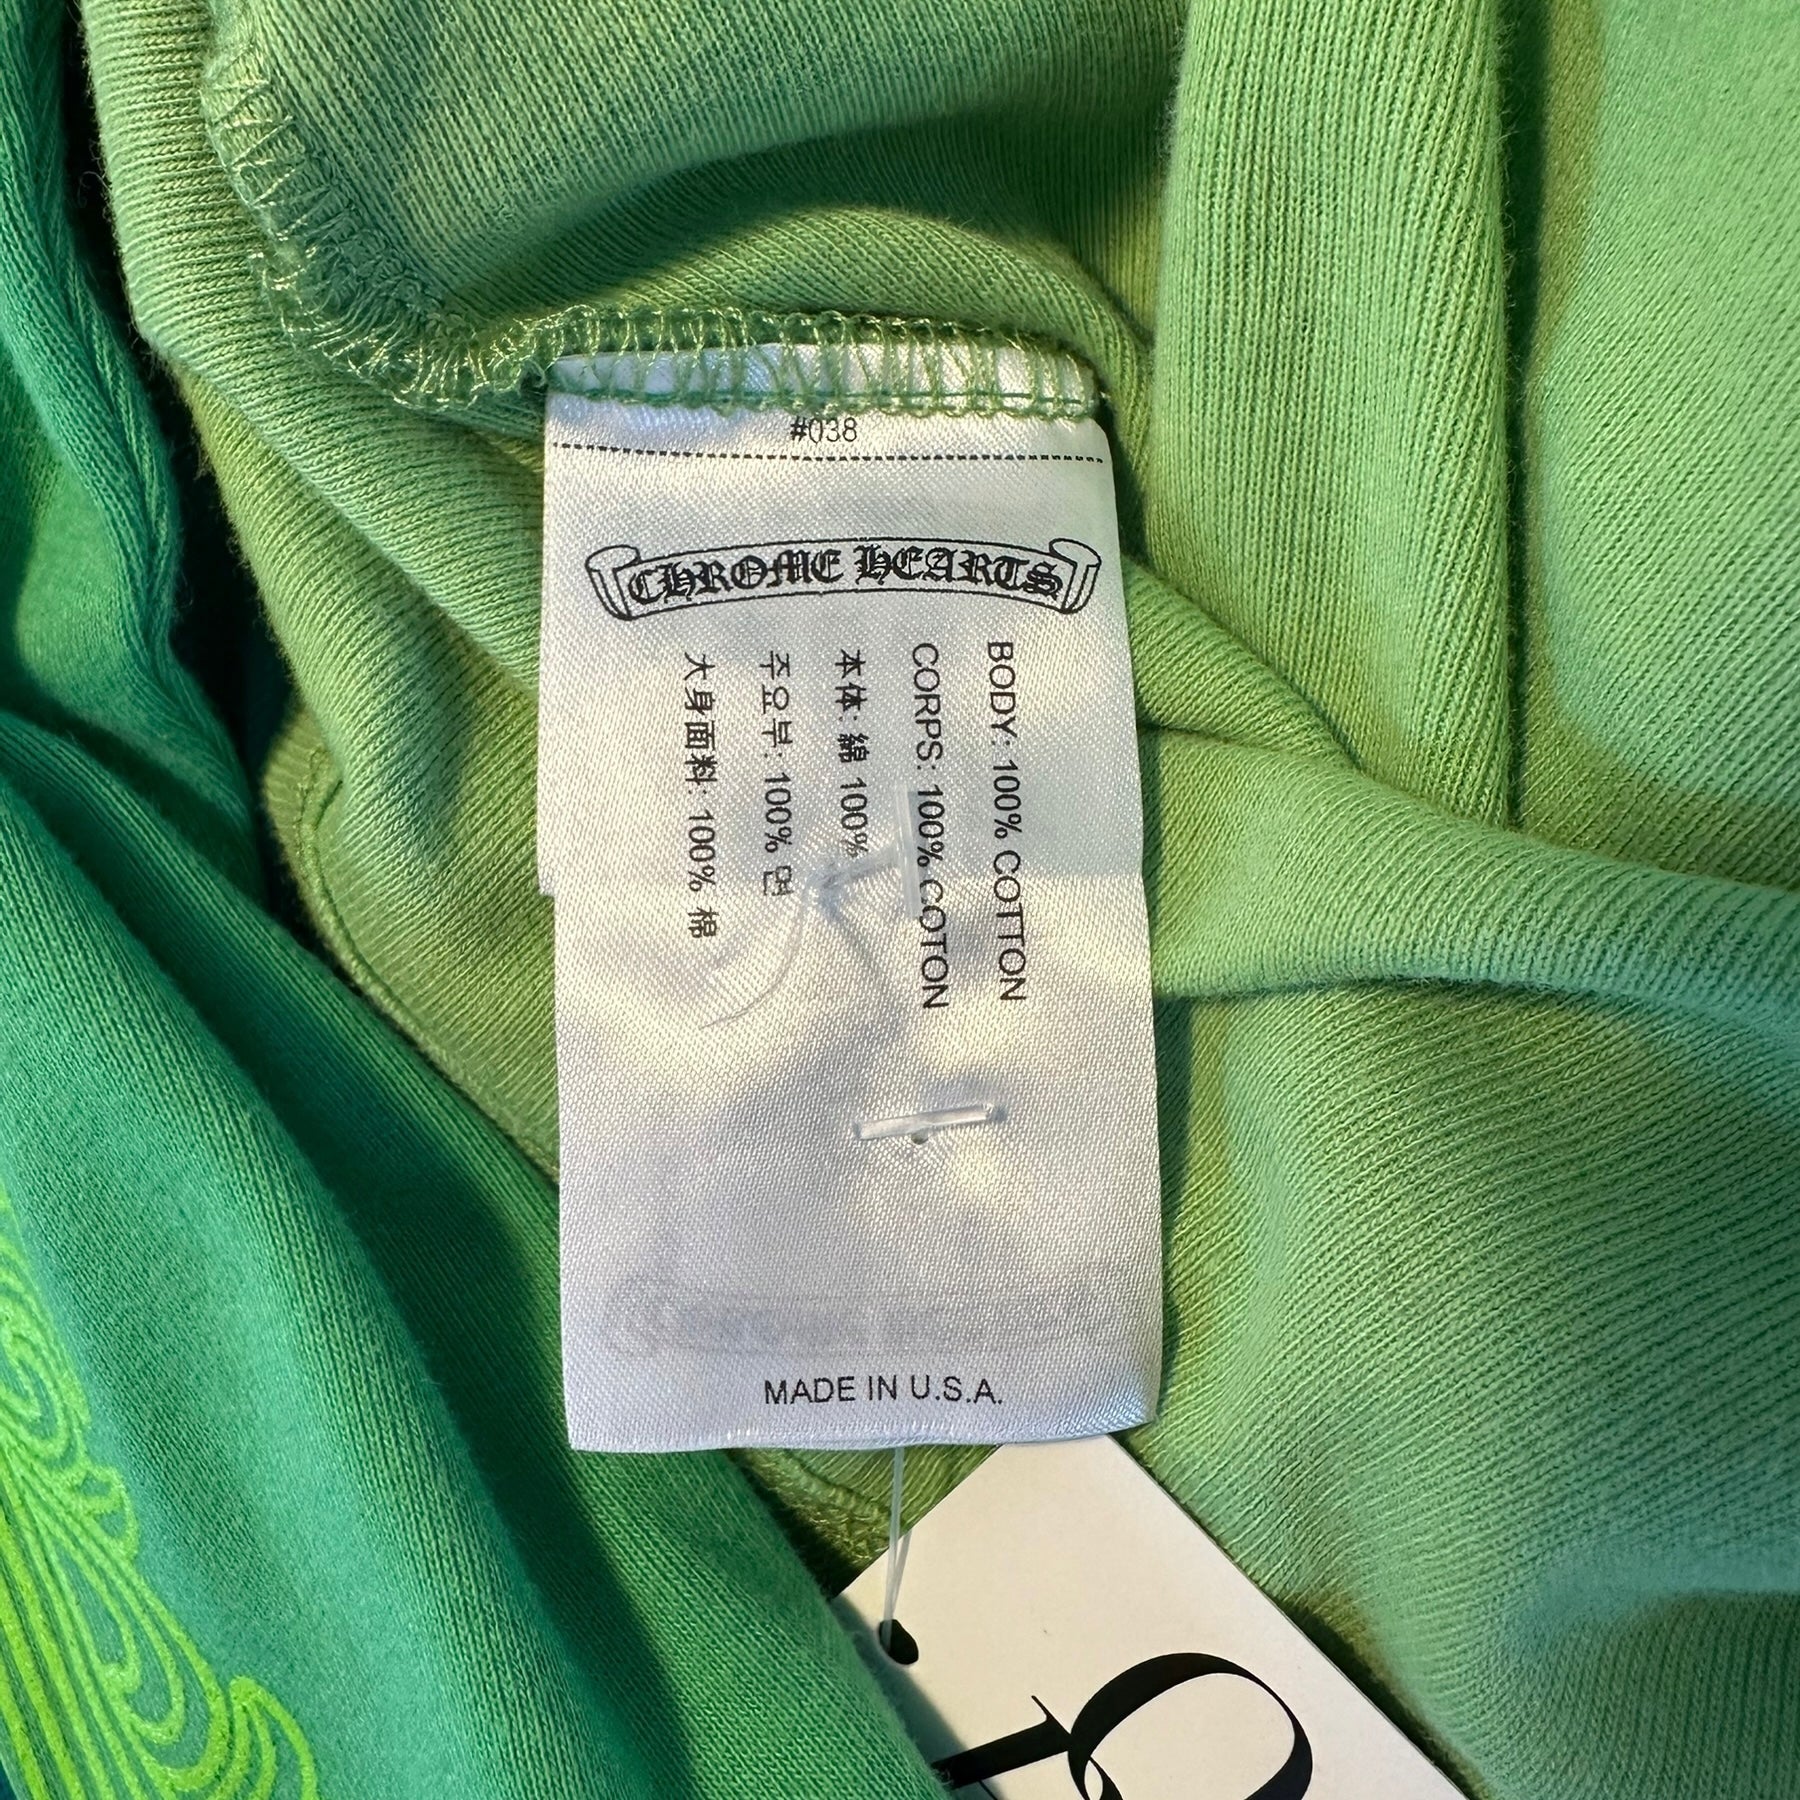 #038
CHROME HEARTS
BODY: 100% COTTON
CORPS: 100% COTON
本体: 綿 100%
주요부: 100% 면
大身面料: 100% 棉
MADE IN U.S.A.